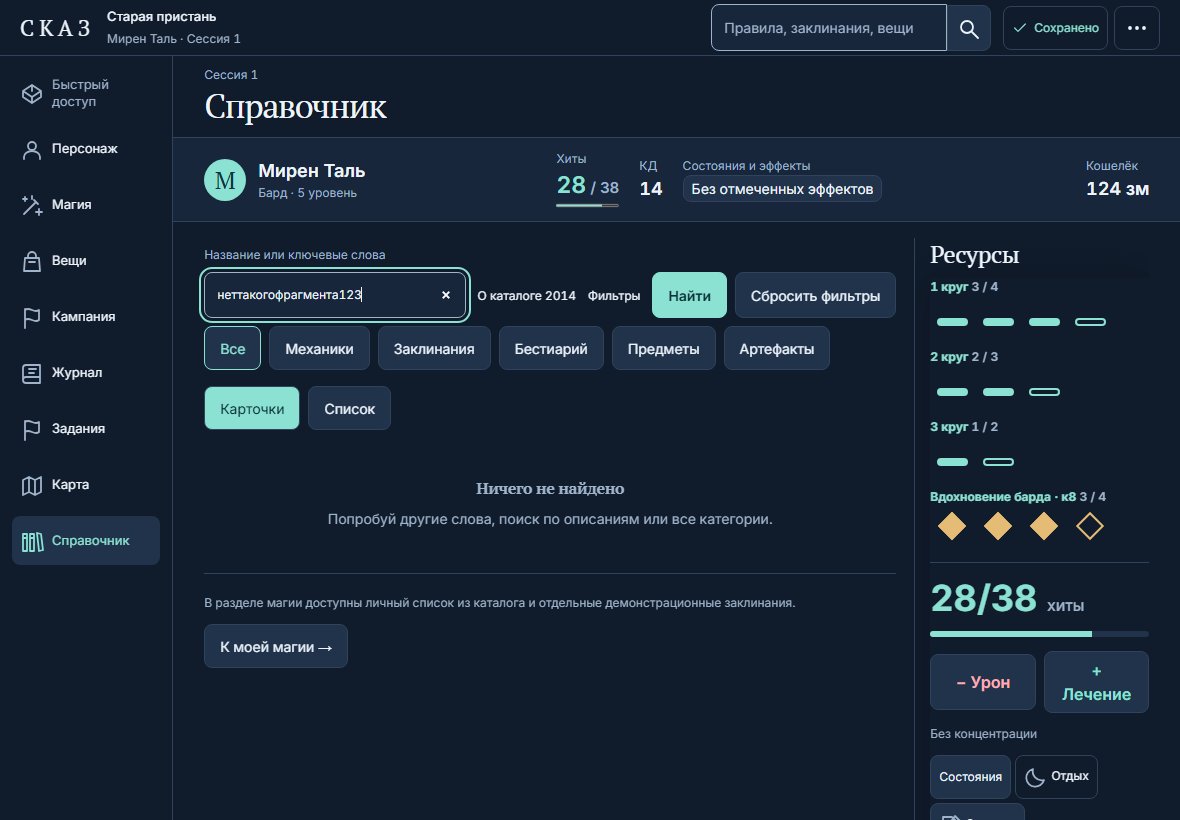 СКАЗ
Старая пристань
Мирен Таль · Сессия 1
Правила, заклинания, вещи
Сохранено
Быстрый
доступ
Персонаж
Магия
Вещи
Кампания
Журнал
Задания
Карта
Справочник
Сессия 1
Справочник
М
Мирен Таль
Бард · 5 уровень
Хиты
28 / 38
КД
14
Состояния и эффекты
Без отмеченных эффектов
Кошелёк
124 зм
Название или ключевые слова
неттакогофрагмента123
О каталоге 2014
Фильтры
Найти
Сбросить фильтры
Все
Механики
Заклинания
Бестиарий
Предметы
Артефакты
Карточки
Список
Ничего не найдено
Попробуй другие слова, поиск по описаниям или все категории.
В разделе магии доступны личный список из каталога и отдельные демонстрационные заклинания.
К моей магии →
Ресурсы
1 круг 3 / 4
2 круг 2 / 3
3 круг 1 / 2
Вдохновение барда · к8 3 / 4
28/38 хиты
− Урон
+
Лечение
Без концентрации
Состояния
Отдых